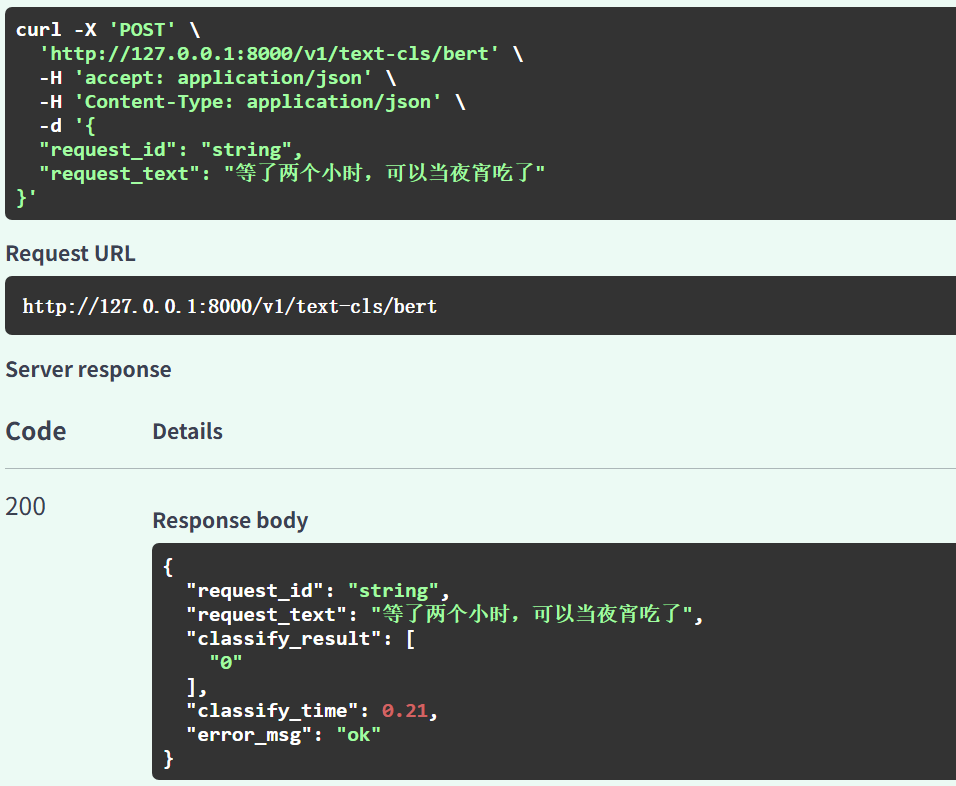 curl -X 'POST' \
  'http://127.0.0.1:8000/v1/text-cls/bert' \
  -H 'accept: application/json' \
  -H 'Content-Type: application/json' \
  -d '{
  "request_id": "string",
  "request_text": "等了两个小时，可以当夜宵吃了"
}'
Request URL
http://127.0.0.1:8000/v1/text-cls/bert
Server response
Code Details
200
Response body
{
  "request_id": "string",
  "request_text": "等了两个小时，可以当夜宵吃了",
  "classify_result": [
    "0"
  ],
  "classify_time": 0.21,
  "error_msg": "ok"
}